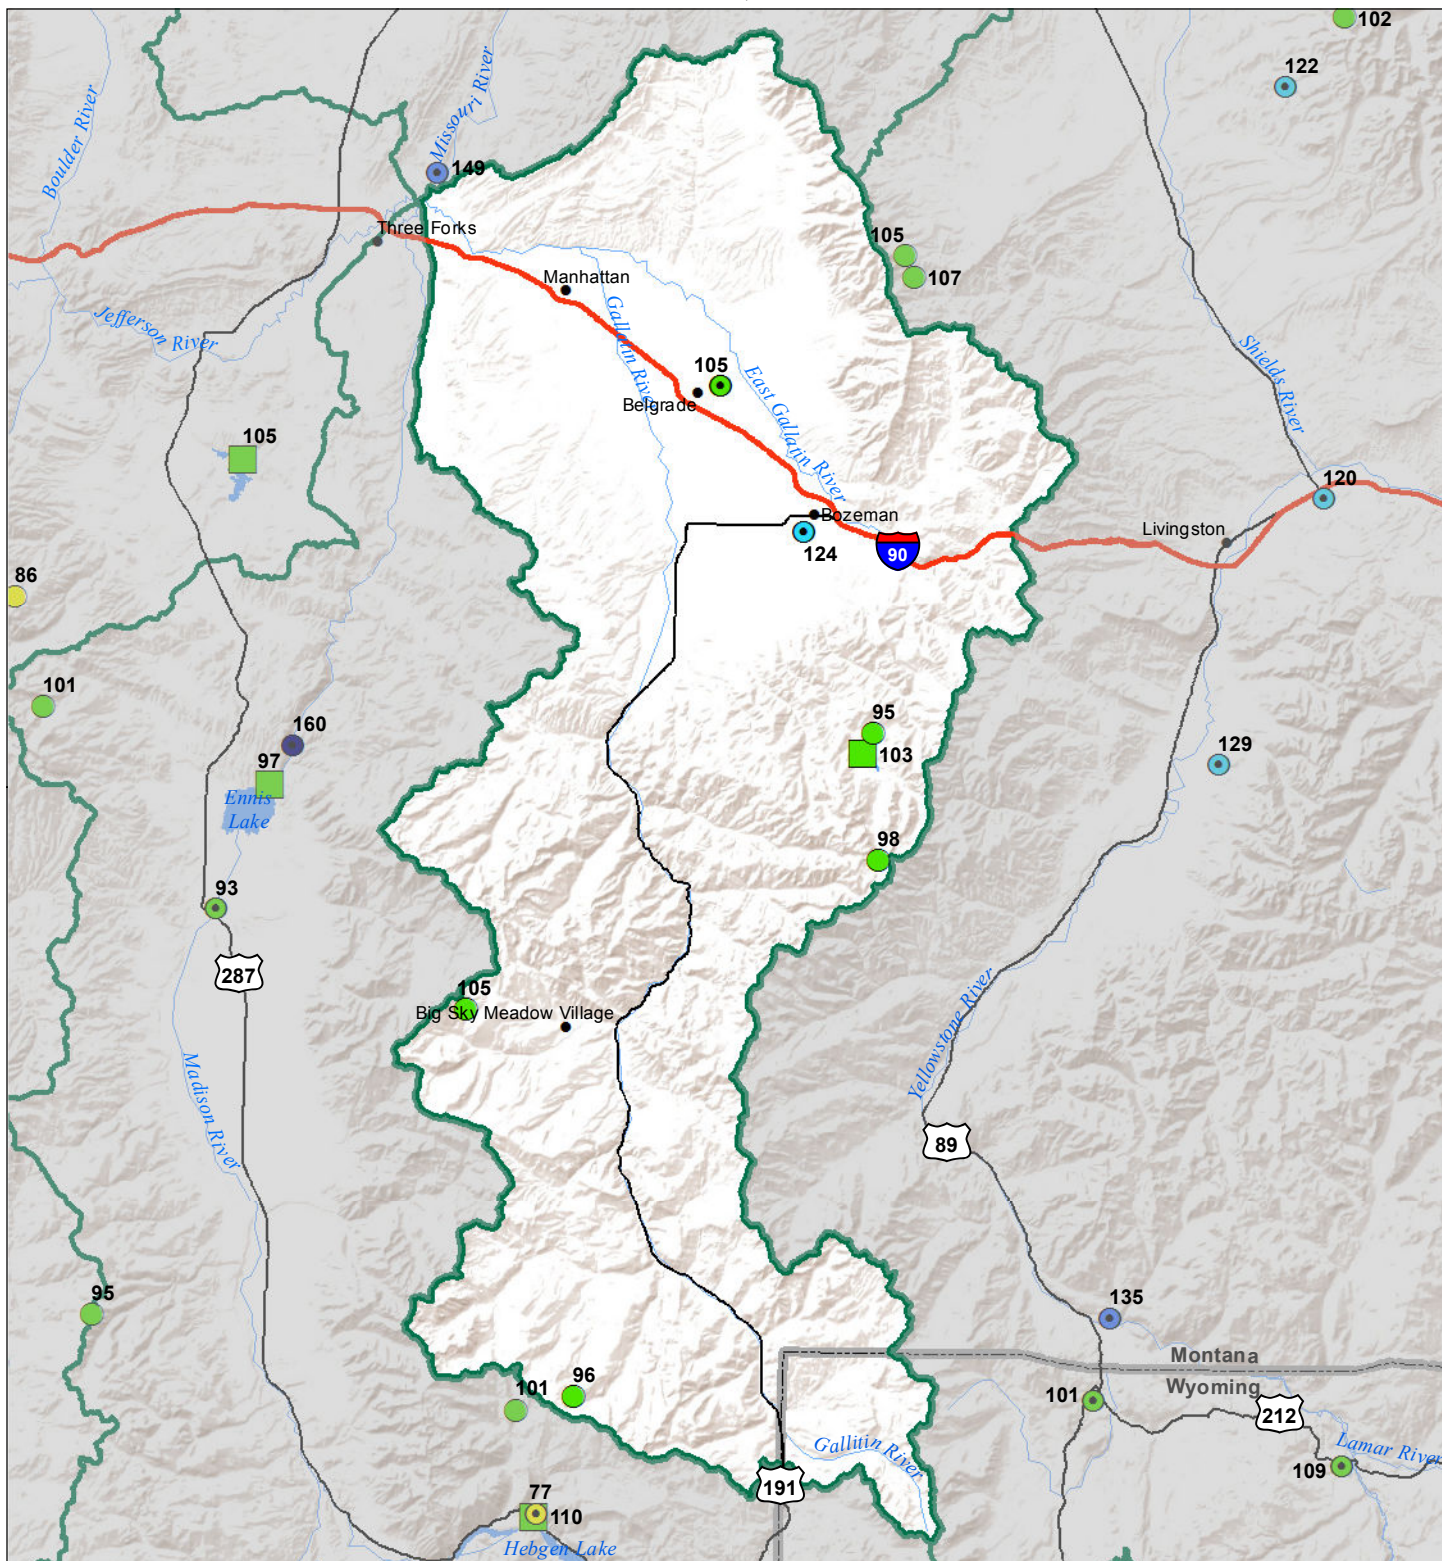 102
122
Missouri River
Boulder River
149
Three Forks
105
107
Manhattan
Jefferson River
Gallatin River
East Gallatin River
Shields River
105
Belgrade
105
120
Bozeman
124
90
Livingston
86
101
95
103
160
97
129
Ennis
Lake
98
93
287
105
Big Sky Meadow Village
Yellowstone River
Madison River
89
95
135
Montana
Wyoming
96
101
101
212
Gallitin River
Lamar River
109
191
77
110
Hebgen Lake